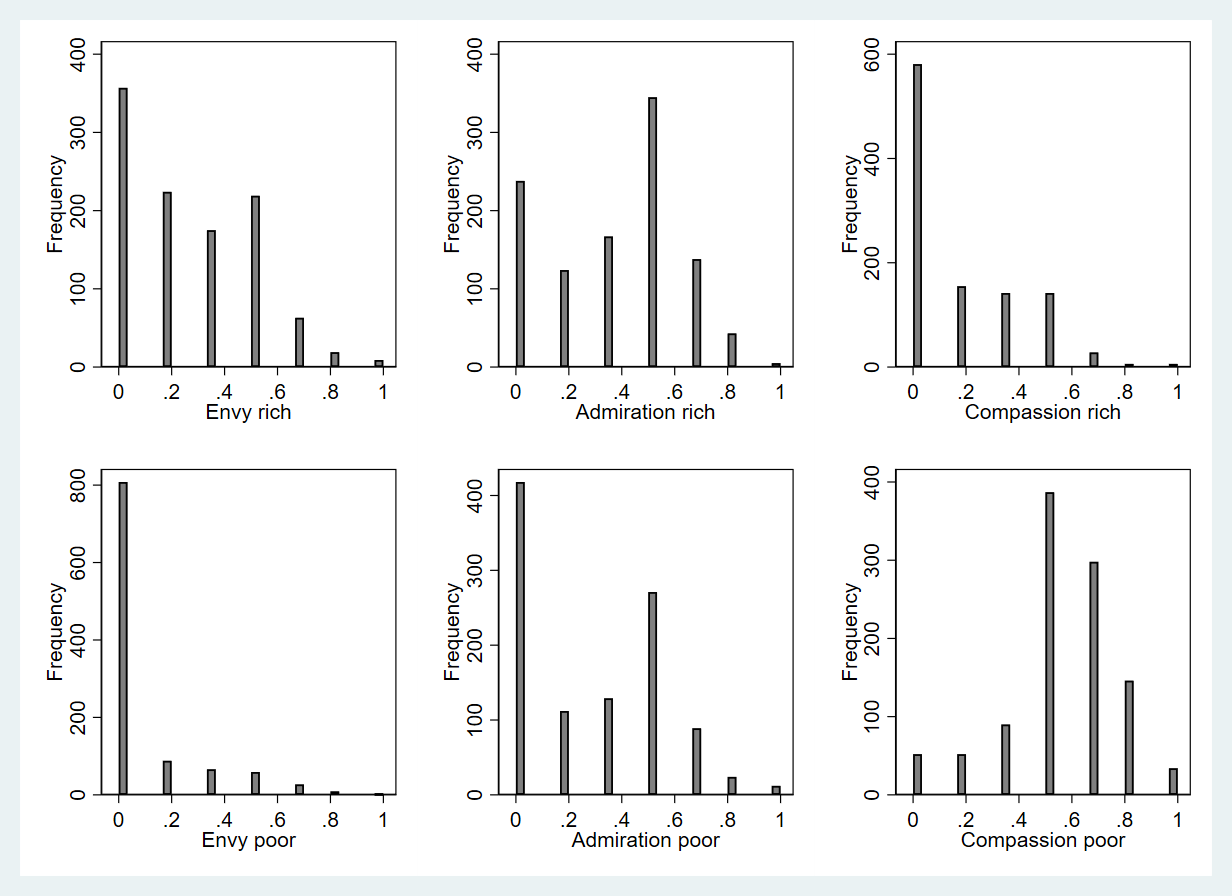 Frequency
400
300
200
100
0
0 .2 .4 .6 .8 1
Envy rich
Frequency
400
300
200
100
0
0 .2 .4 .6 .8 1
Admiration rich
Frequency
600
400
200
0
0 .2 .4 .6 .8 1
Compassion rich
Frequency
800
600
400
200
0
0 .2 .4 .6 .8 1
Envy poor
Frequency
400
300
200
100
0
0 .2 .4 .6 .8 1
Admiration poor
Frequency
400
300
200
100
0
0 .2 .4 .6 .8 1
Compassion poor